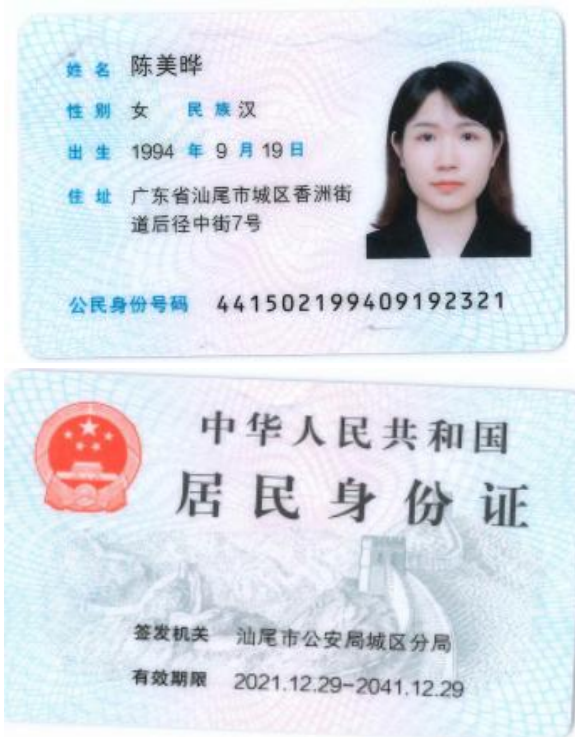 姓名 陈美晔
性别 女 民族 汉
出生 1994 年 9 月 19 日
住址 广东省汕尾市城区香洲街
道后径中街7号
公民身份号码 441502199409192321
中华人民共和国
居民身份证
签发机关 汕尾市公安局城区分局
有效期限 2021.12.29-2041.12.29